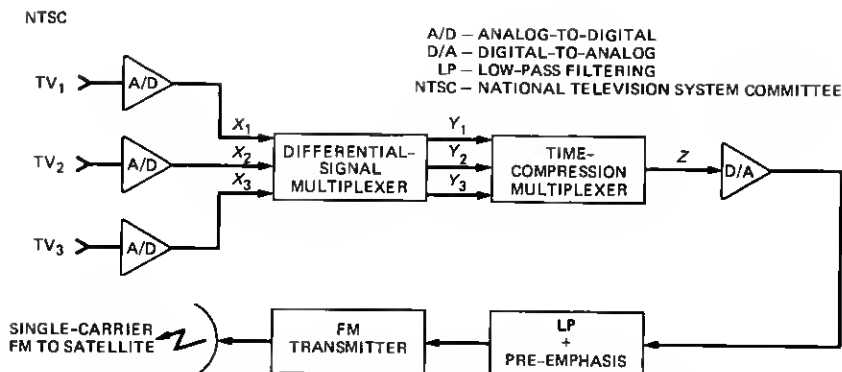 NTSC
A/D – ANALOG-TO-DIGITAL
D/A – DIGITAL-TO-ANALOG
LP – LOW-PASS FILTERING
NTSC – NATIONAL TELEVISION SYSTEM COMMITTEE
TV1
A/D
X1
Y1
TV2
A/D
X2
DIFFERENTIAL-
SIGNAL
MULTIPLEXER
Y2
TIME-
COMPRESSION
MULTIPLEXER
Z
D/A
X3
Y3
TV3
A/D
SINGLE-CARRIER
FM TO SATELLITE
FM
TRANSMITTER
LP
+
PRE-EMPHASIS